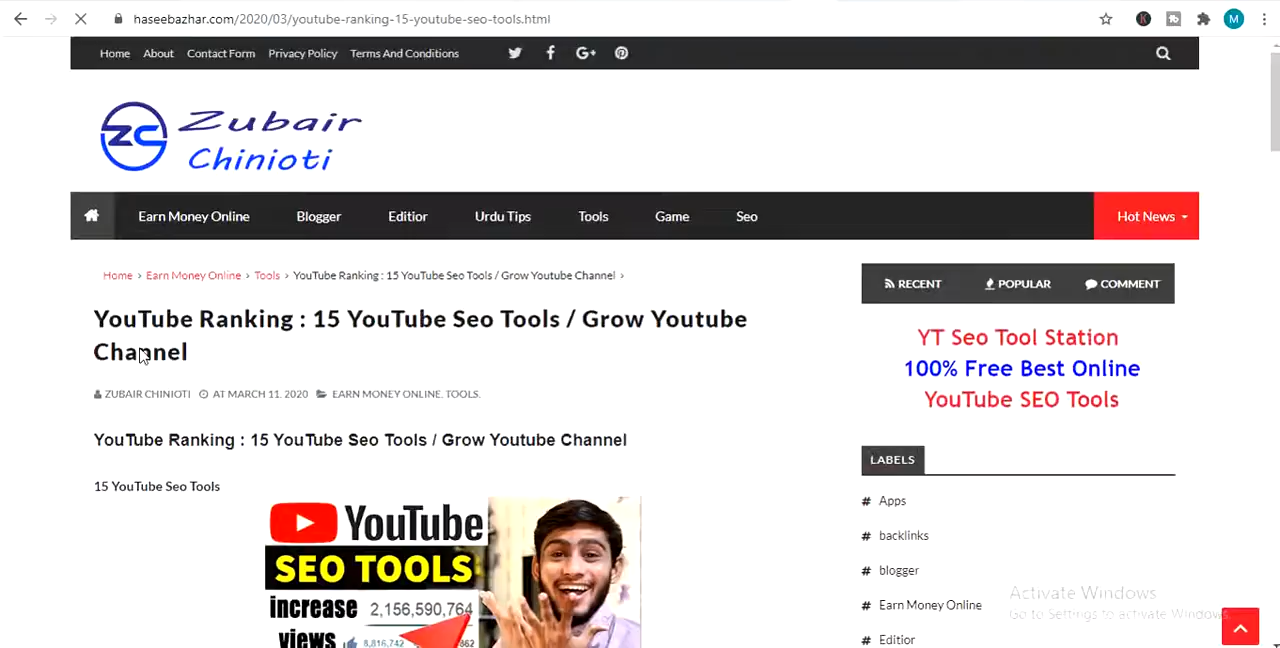 haseebazhar.com/2020/03/youtube-ranking-15-youtube-seo-tools.html
K
M
Home About Contact Form Privacy Policy Terms And Conditions
G+
ZC Zubair
Chinioti
Earn Money Online Blogger Editior Urdu Tips Tools Game Seo Hot News
Home › Earn Money Online › Tools › YouTube Ranking : 15 YouTube Seo Tools / Grow Youtube Channel ›
YouTube Ranking : 15 YouTube Seo Tools / Grow Youtube
Channel
ZUBAIR CHINIOTI AT MARCH 11, 2020 EARN MONEY ONLINE. TOOLS.
YouTube Ranking : 15 YouTube Seo Tools / Grow Youtube Channel
15 YouTube Seo Tools
YouTube
SEO TOOLS
increase 2,156,590,764
views 8,816,742 862
RECENT POPULAR COMMENT
YT Seo Tool Station
100% Free Best Online
YouTube SEO Tools
LABELS
# Apps
# backlinks
# blogger
# Earn Money Online
# Editior
Activate Windows
Go to Settings to activate Windows.